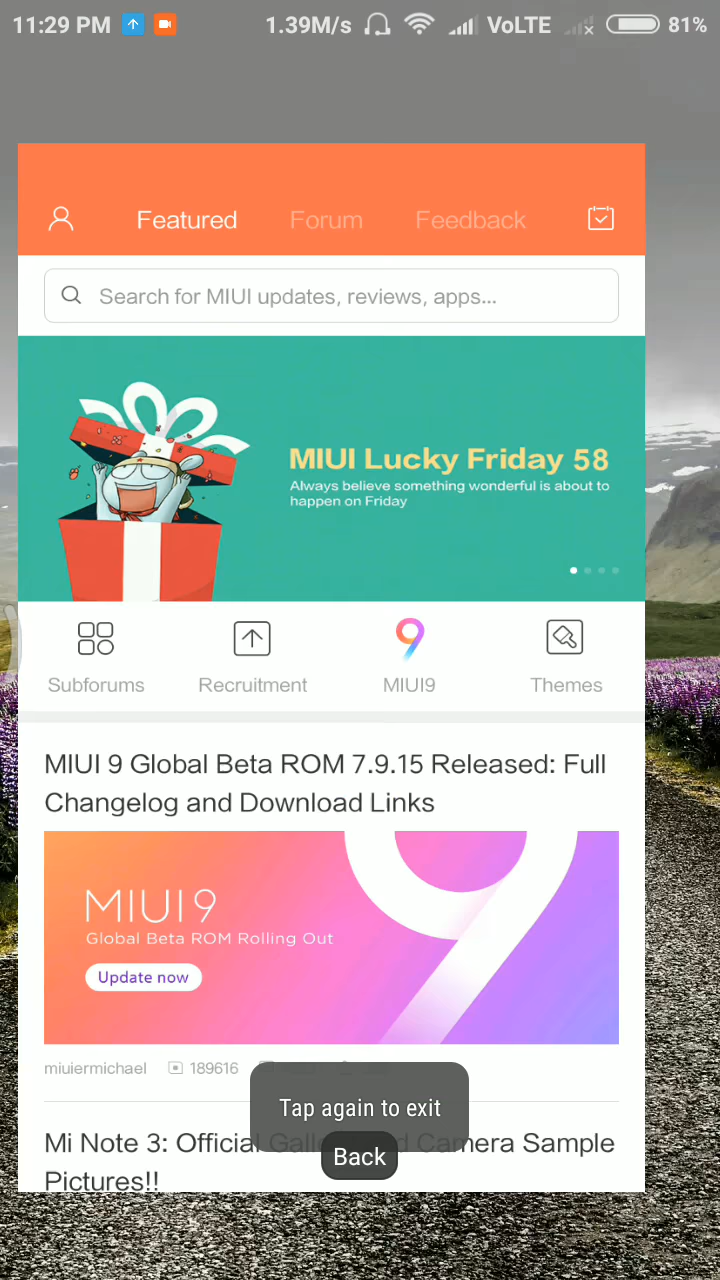 11:29 PM 1.39M/s VoLTE 81%
Featured Forum Feedback
Search for MIUI updates, reviews, apps...
MIUI Lucky Friday 58
Always believe something wonderful is about to
happen on Friday
Subforums Recruitment MIUI9 Themes
MIUI 9 Global Beta ROM 7.9.15 Released: Full
Changelog and Download Links
MIUI 9
Global Beta ROM Rolling Out
Update now
miuiermichael 189616
Tap again to exit
Mi Note 3: Official Camera Sample
Back
Pictures!!